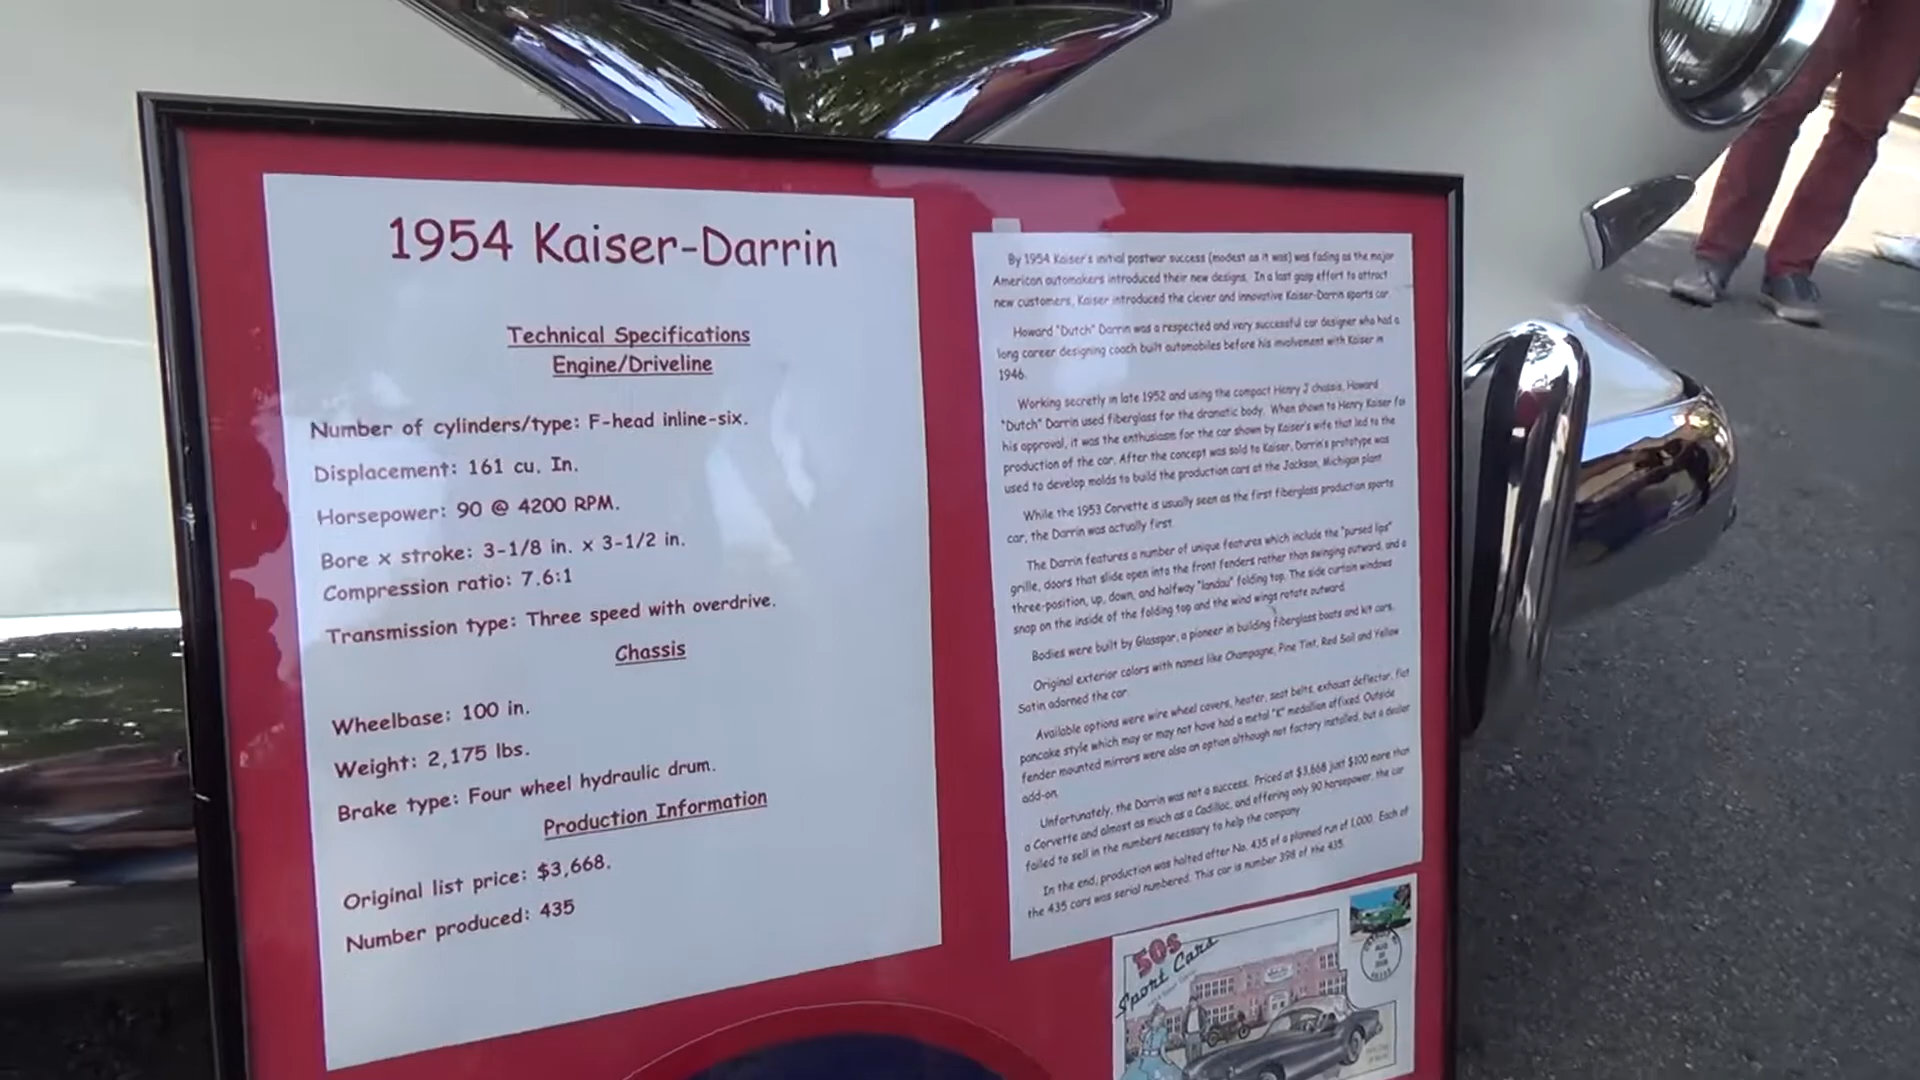 1954 Kaiser-Darrin
Technical Specifications
Engine/Driveline
Number of cylinders/type: F-head inline-six.
Displacement: 161 cu. In.
Horsepower: 90 @ 4200 RPM.
Bore x stroke: 3-1/8 in. x 3-1/2 in.
Compression ratio: 7.6:1
Transmission type: Three speed with overdrive.
Chassis
Wheelbase: 100 in.
Weight: 2,175 lbs.
Brake type: Four wheel hydraulic drum.
Production Information
Original list price: $3,668.
Number produced: 435
By 1954 Kaiser's initial postwar success (modest as it was) was fading as the major
American automakers introduced their new designs. In a last gasp effort to attract
new customers, Kaiser introduced the clever and innovative Kaiser-Darrin sports car.
Howard "Dutch" Darrin was a respected and very successful car designer who had a
long career designing coach built automobiles before his involvement with Kaiser in
1946.
Working secretly in late 1952 and using the compact Henry J chassis, Howard
"Dutch" Darrin used fiberglass for the dramatic body. When shown to Henry Kaiser for
his approval, it was the enthusiasm for the car shown by Kaiser's wife that led to the
production of the car. After the concept was sold to Kaiser, Darrin's prototype was
used to develop molds to build the production cars at the Jackson, Michigan plant.
While the 1953 Corvette is usually seen as the first fiberglass production sports
car, the Darrin was actually first.
The Darrin features a number of unique features which include the "pursed lips"
grille, doors that slide open into the front fenders rather than swinging outward, and a
three-position, up, down, and halfway "landau" folding top. The side curtain windows
snap on the inside of the folding top and the wind wings rotate outward.
Bodies were built by Glasspar, a pioneer in building fiberglass boats and kit cars.
Original exterior colors with names like Champagne, Pine Tint, Red Sail and Yellow
Satin adorned the car.
Available options were wire wheel covers, heater, seat belts, exhaust deflector, flat
pancake style which may or may not have had a metal "K" medallion affixed. Outside
fender mounted mirrors were also an option although not factory installed, but a dealer
add-on.
Unfortunately, the Darrin was not a success. Priced at $3,668 just $100 more than
a Corvette and almost as much as a Cadillac, and offering only 90 horsepower, the car
failed to sell in the numbers necessary to help the company.
In the end, production was halted after No. 435 of a planned run of 1,000. Each of
the 435 cars was serial numbered. This car is number 398 of the 435.
50s
Sport Cars